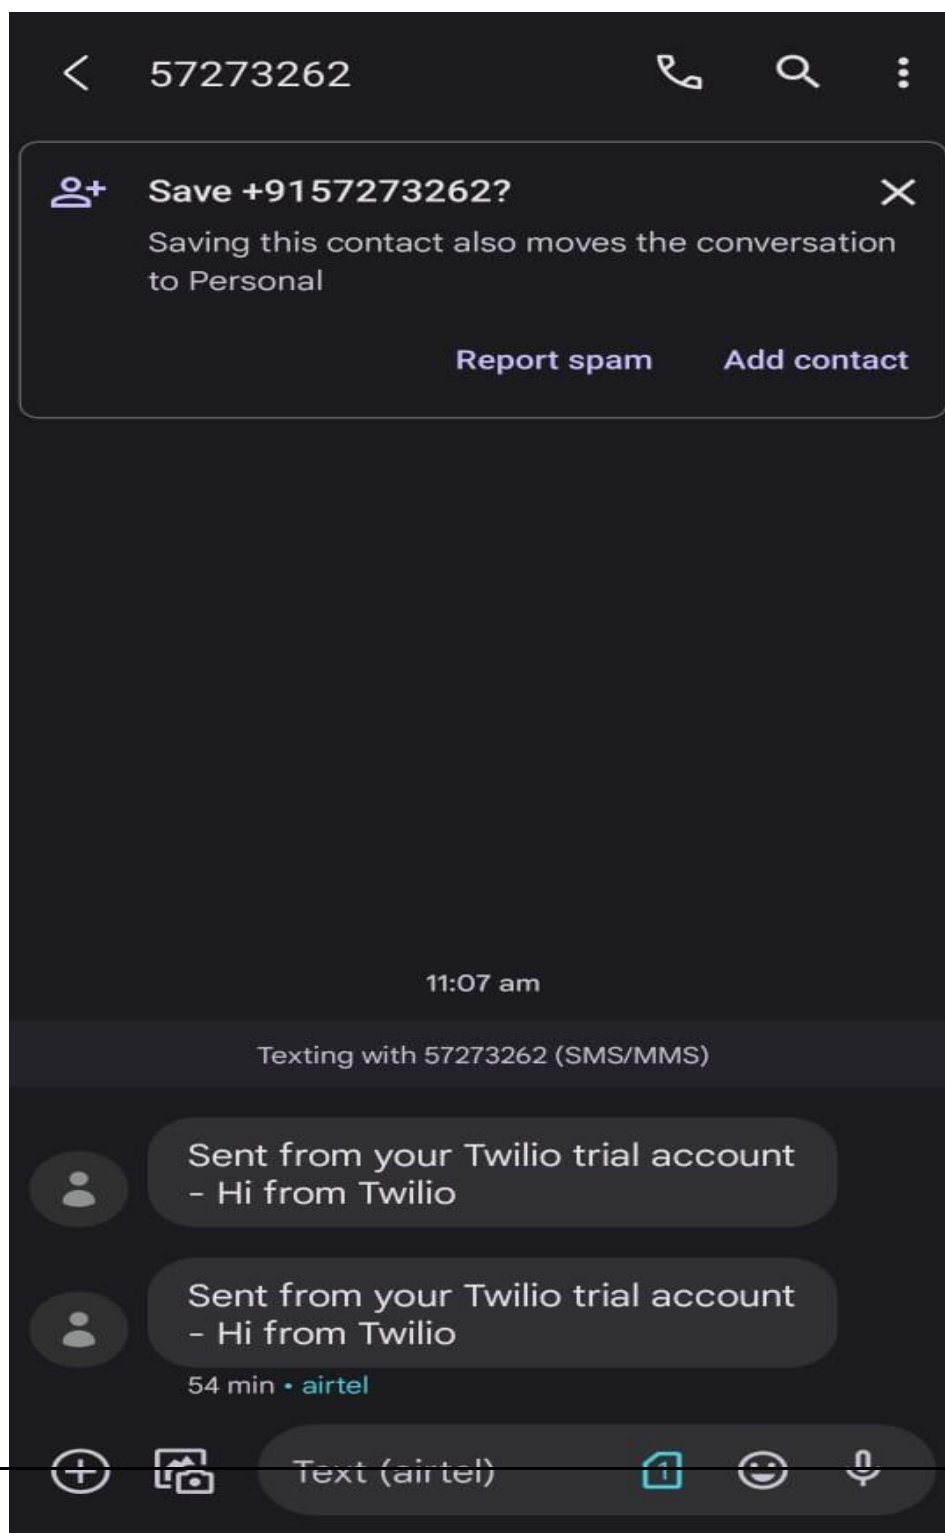 57273262
Save +9157273262?
Saving this contact also moves the conversation
to Personal
Report spam Add contact
11:07 am
Texting with 57273262 (SMS/MMS)
Sent from your Twilio trial account
- Hi from Twilio
Sent from your Twilio trial account
- Hi from Twilio
54 min • airtel
Text (airtel) 1